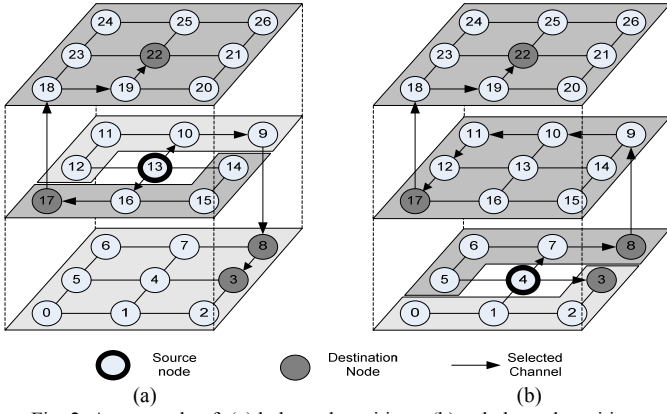 24 25 26
23 22 21
18 19 20
11 10 9
12 13 14
17 16 15
6 7 8
5 4 3
0 1 2
24 25 26
23 22 21
18 19 20
11 10 9
12 13 14
17 16 15
6 7 8
5 4 3
0 1 2
Source
node
Destination
Node
Selected
Channel
(a)
(b)